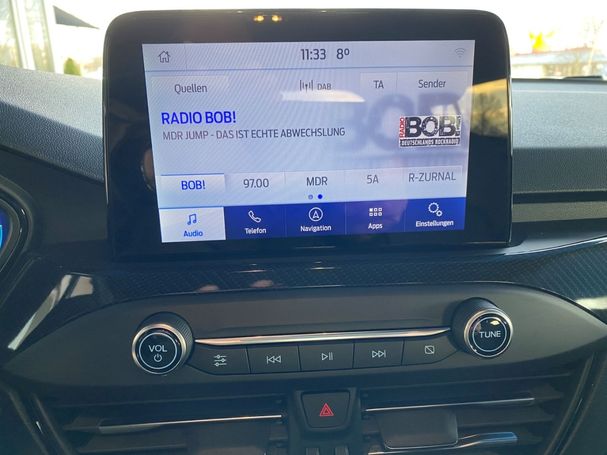 11:33 8°
Quellen DAB TA Sender
RADIO BOB!
MDR JUMP - DAS IST ECHTE ABWECHSLUNG
RADIO BOB!
DEUTSCHLANDS ROCKRADIO
BOB! 97.00 MDR 5A R-ZURNAL
Audio Telefon Navigation Apps Einstellungen
VOL TUNE